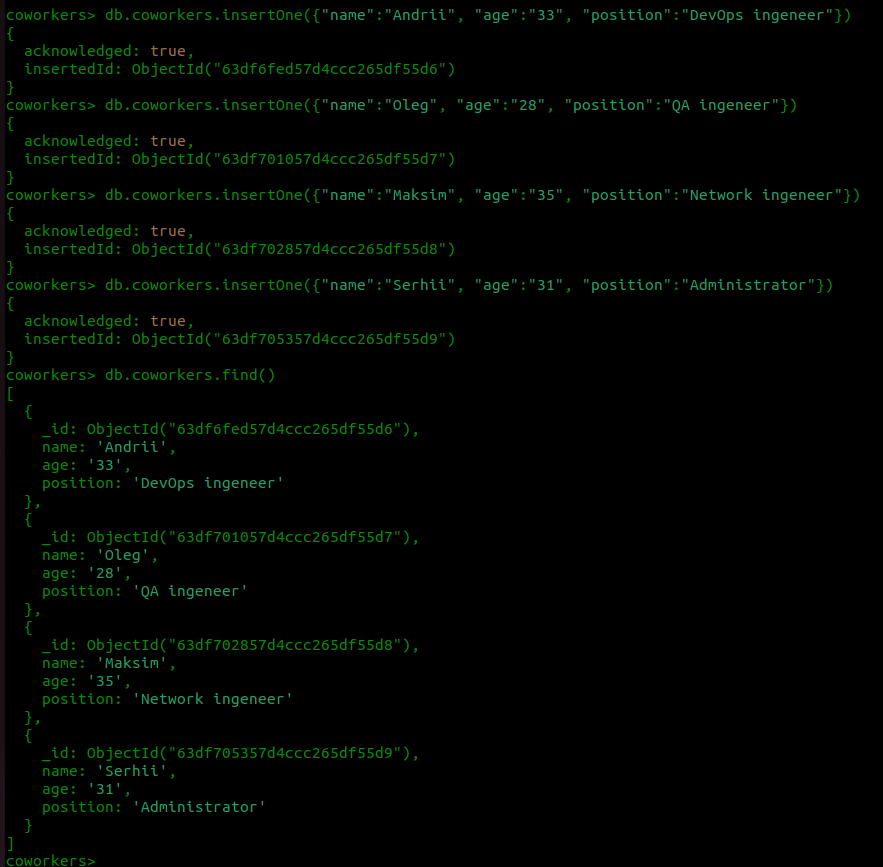 coworkers> db.coworkers.insertOne({"name":"Andrii", "age":"33", "position":"DevOps ingeneer"})
{
  acknowledged: true,
  insertedId: ObjectId("63df6fed57d4ccc265df55d6")
}
coworkers> db.coworkers.insertOne({"name":"Oleg", "age":"28", "position":"QA ingeneer"})
{
  acknowledged: true,
  insertedId: ObjectId("63df701057d4ccc265df55d7")
}
coworkers> db.coworkers.insertOne({"name":"Maksim", "age":"35", "position":"Network ingeneer"})
{
  acknowledged: true,
  insertedId: ObjectId("63df702857d4ccc265df55d8")
}
coworkers> db.coworkers.insertOne({"name":"Serhii", "age":"31", "position":"Administrator"})
{
  acknowledged: true,
  insertedId: ObjectId("63df705357d4ccc265df55d9")
}
coworkers> db.coworkers.find()
[
  {
    _id: ObjectId("63df6fed57d4ccc265df55d6"),
    name: 'Andrii',
    age: '33',
    position: 'DevOps ingeneer'
  },
  {
    _id: ObjectId("63df701057d4ccc265df55d7"),
    name: 'Oleg',
    age: '28',
    position: 'QA ingeneer'
  },
  {
    _id: ObjectId("63df702857d4ccc265df55d8"),
    name: 'Maksim',
    age: '35',
    position: 'Network ingeneer'
  },
  {
    _id: ObjectId("63df705357d4ccc265df55d9"),
    name: 'Serhii',
    age: '31',
    position: 'Administrator'
  }
]
coworkers>